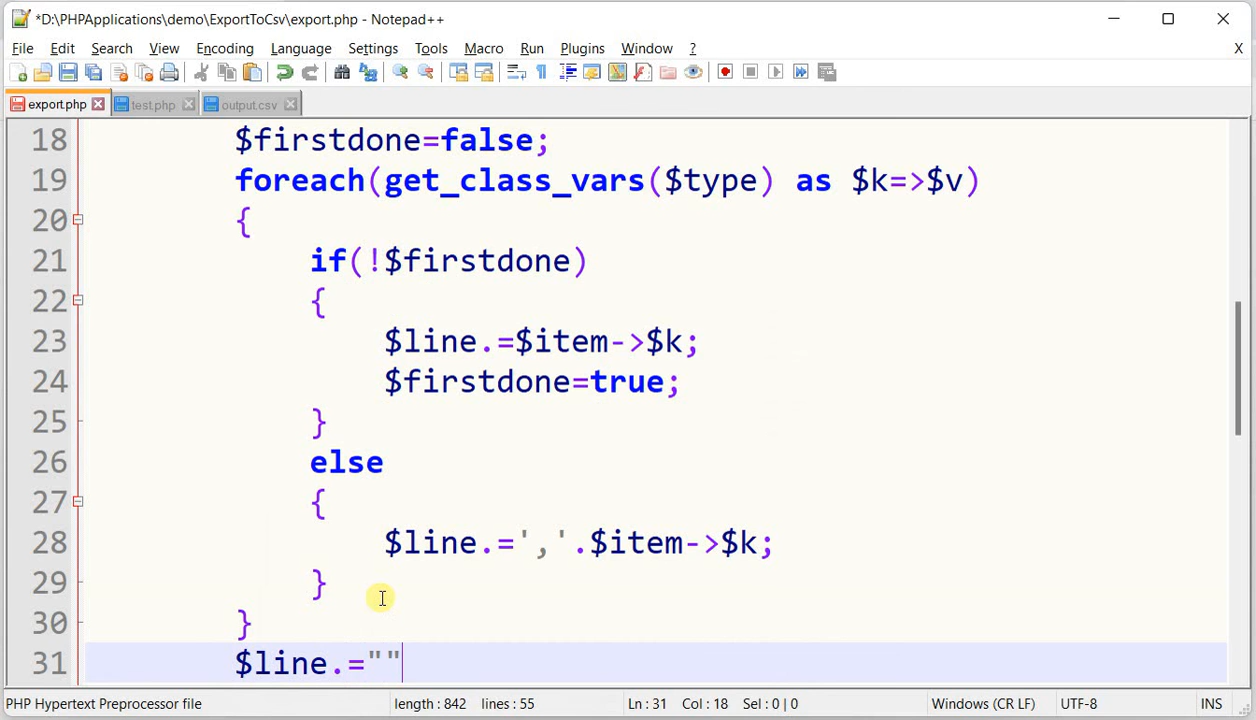 *D:\PHPApplications\demo\ExportToCsv\export.php - Notepad++
File Edit Search View Encoding Language Settings Tools Macro Run Plugins Window ? X
export.php test.php output.csv
18 $firstdone=false;
19 foreach(get_class_vars($type) as $k=>$v)
20 {
21 if(!$firstdone)
22 {
23 $line.=$item->$k;
24 $firstdone=true;
25 }
26 else
27 {
28 $line.=','.$item->$k;
29 }
30 }
31 $line.=""
PHP Hypertext Preprocessor file length : 842 lines : 55 Ln : 31 Col : 18 Sel : 0 | 0 Windows (CR LF) UTF-8 INS